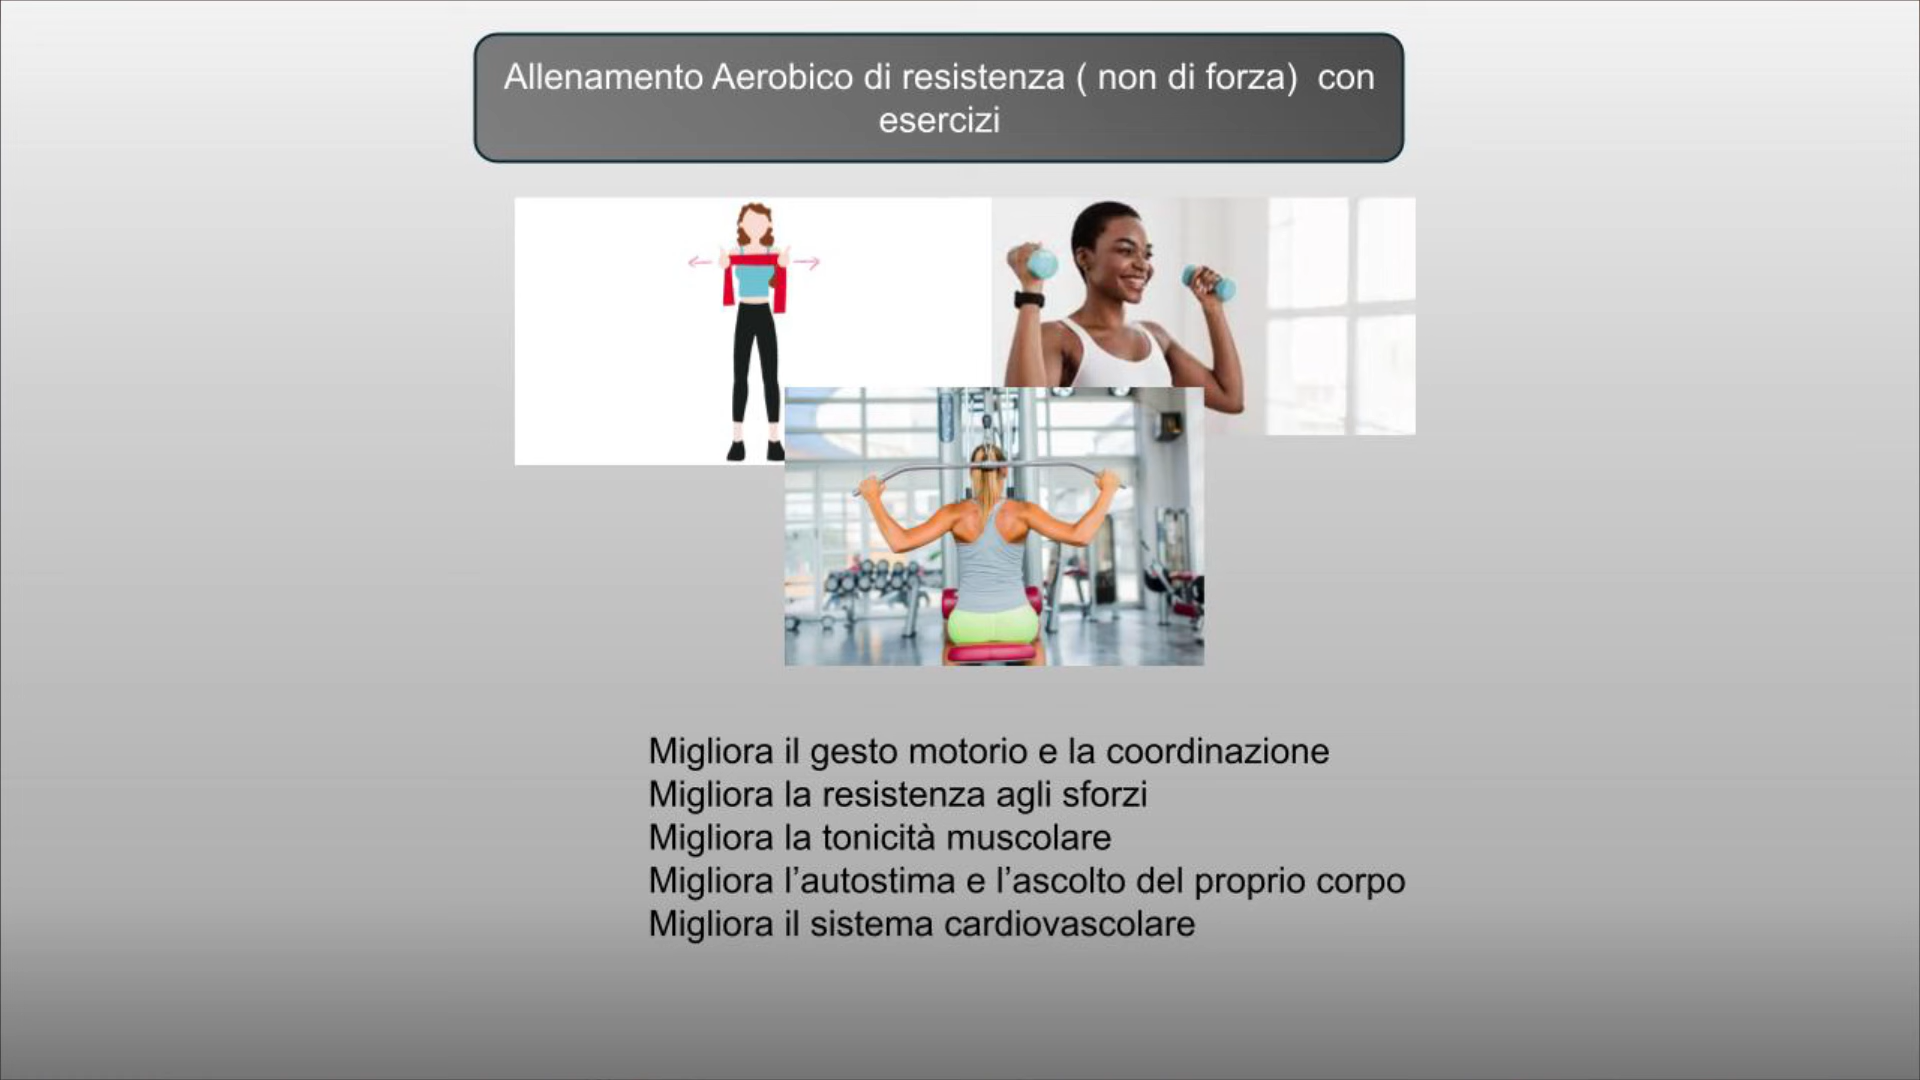 Allenamento Aerobico di resistenza ( non di forza)  con
esercizi
Migliora il gesto motorio e la coordinazione
Migliora la resistenza agli sforzi
Migliora la tonicità muscolare
Migliora l’autostima e l’ascolto del proprio corpo
Migliora il sistema cardiovascolare